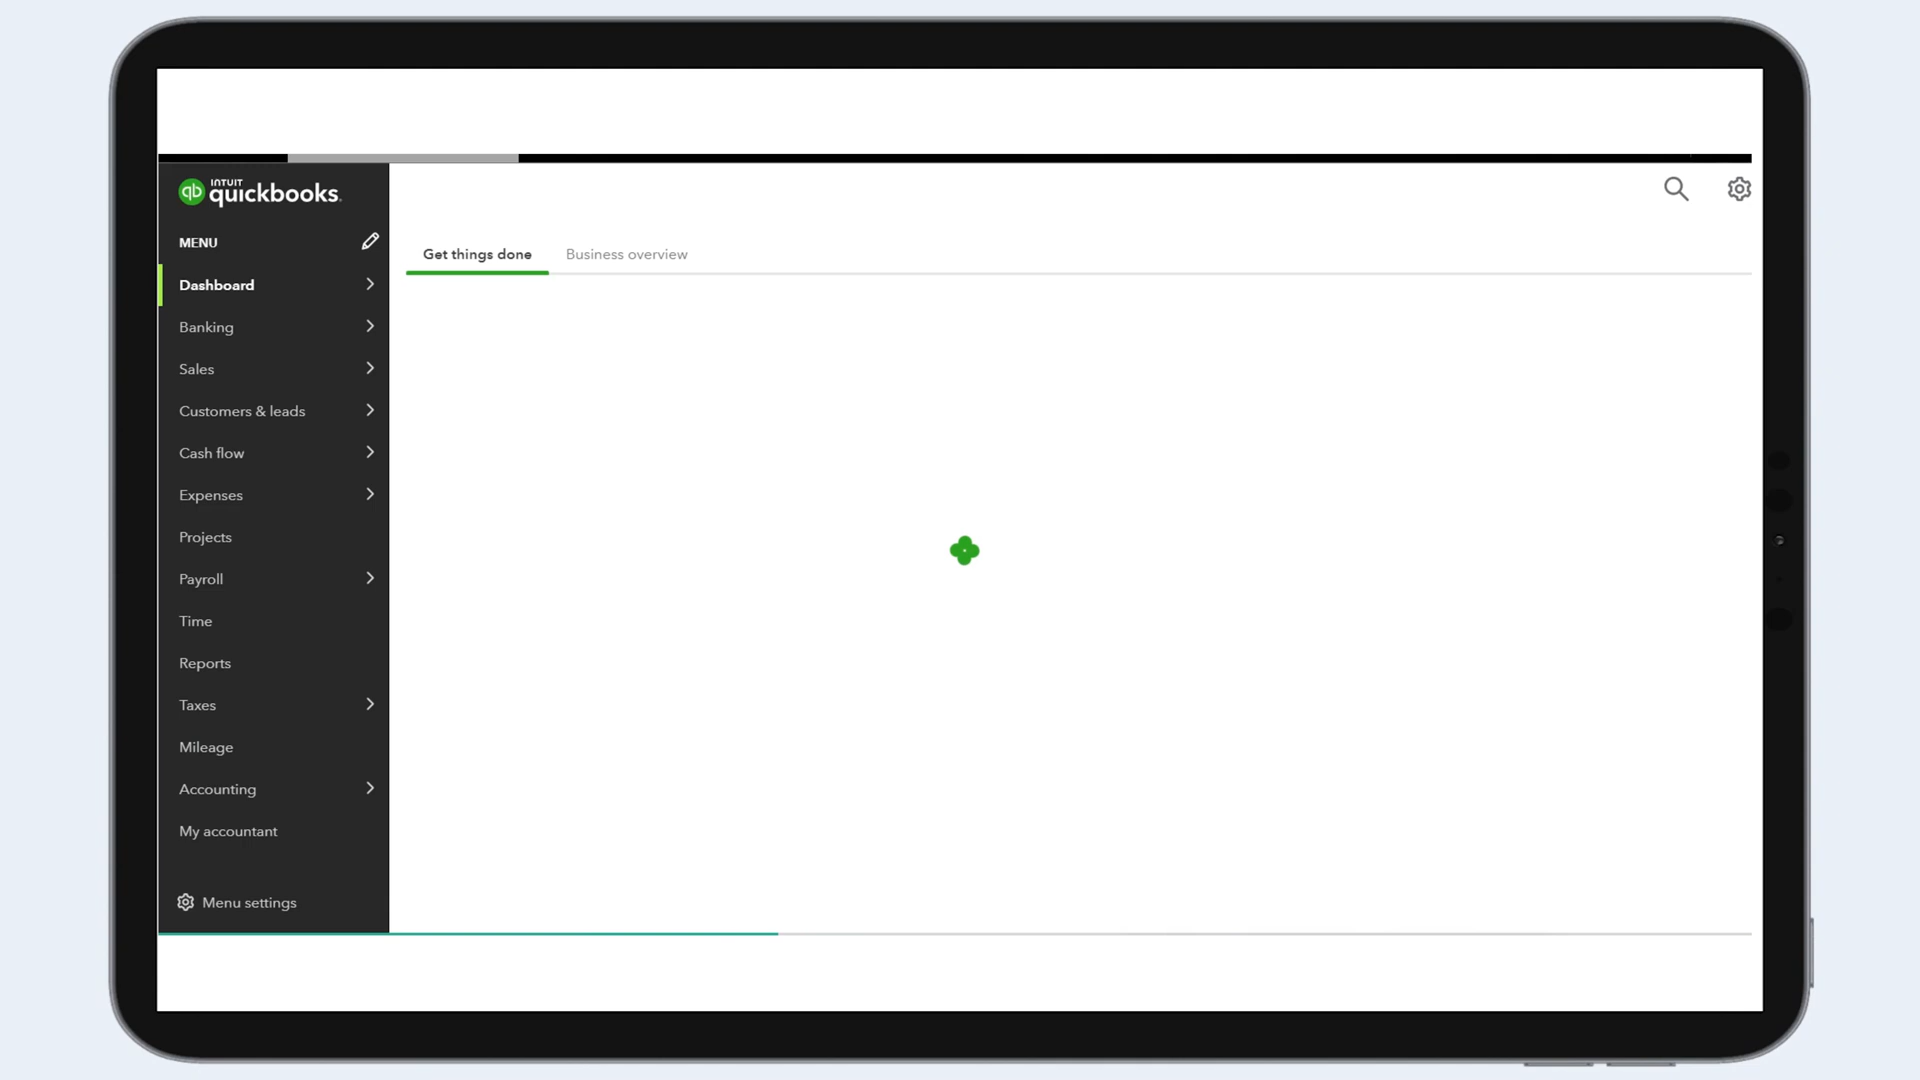 INTUIT
qb quickbooks.
MENU
Get things done
Business overview
Dashboard
Banking
Sales
Customers & leads
Cash flow
Expenses
Projects
Payroll
Time
Reports
Taxes
Mileage
Accounting
My accountant
Menu settings